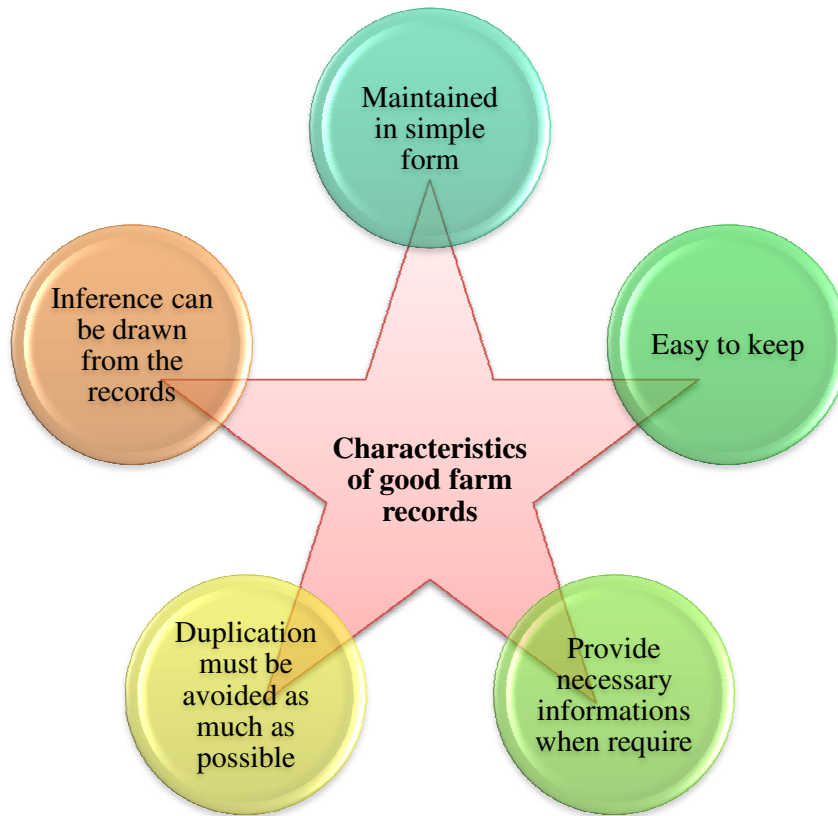 Maintained
in simple
form
Inference can
be drawn
from the
records
Easy to keep
Characteristics
of good farm
records
Duplication
must be
avoided as
much as
possible
Provide
necessary
informations
when require